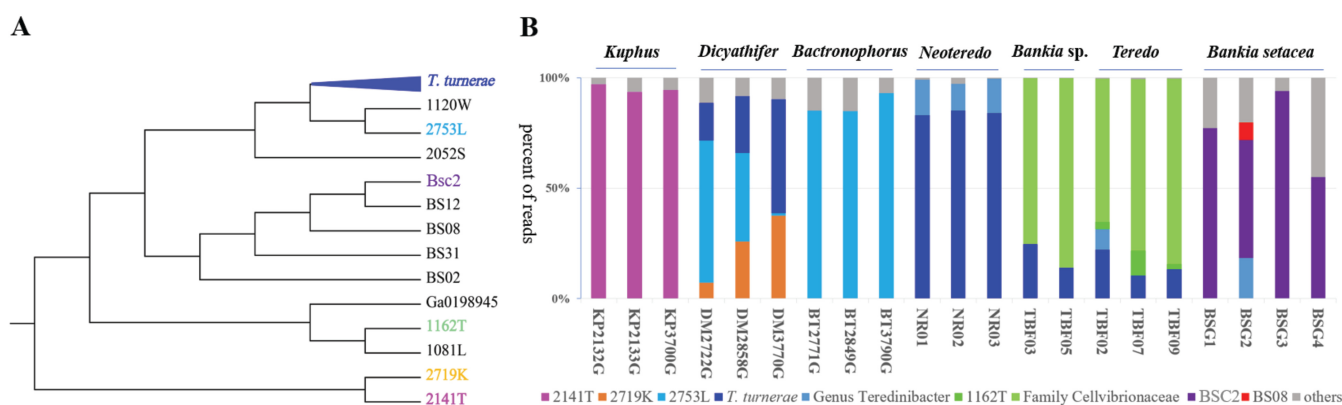 A
T. turnerae
1120W
2753L
2052S
Bsc2
BS12
BS08
BS31
BS02
Ga0198945
1162T
1081L
2719K
2141T
B
Kuphus Dicyathifer Bactronophorus Neoteredo Bankia sp. Teredo Bankia setacea
percent of reads
100%
50%
0%
KP2132G KP2133G KP3700G DM2722G DM2858G DM3770G BT2771G BT2849G BT3790G NR01 NR02 NR03 TBF03 TBF05 TBF02 TBF07 TBF09 BSG1 BSG2 BSG3 BSG4
2141T 2719K 2753L T. turnerae Genus Teredinibacter 1162T Family Cellvibrionaceae BSC2 BS08 others